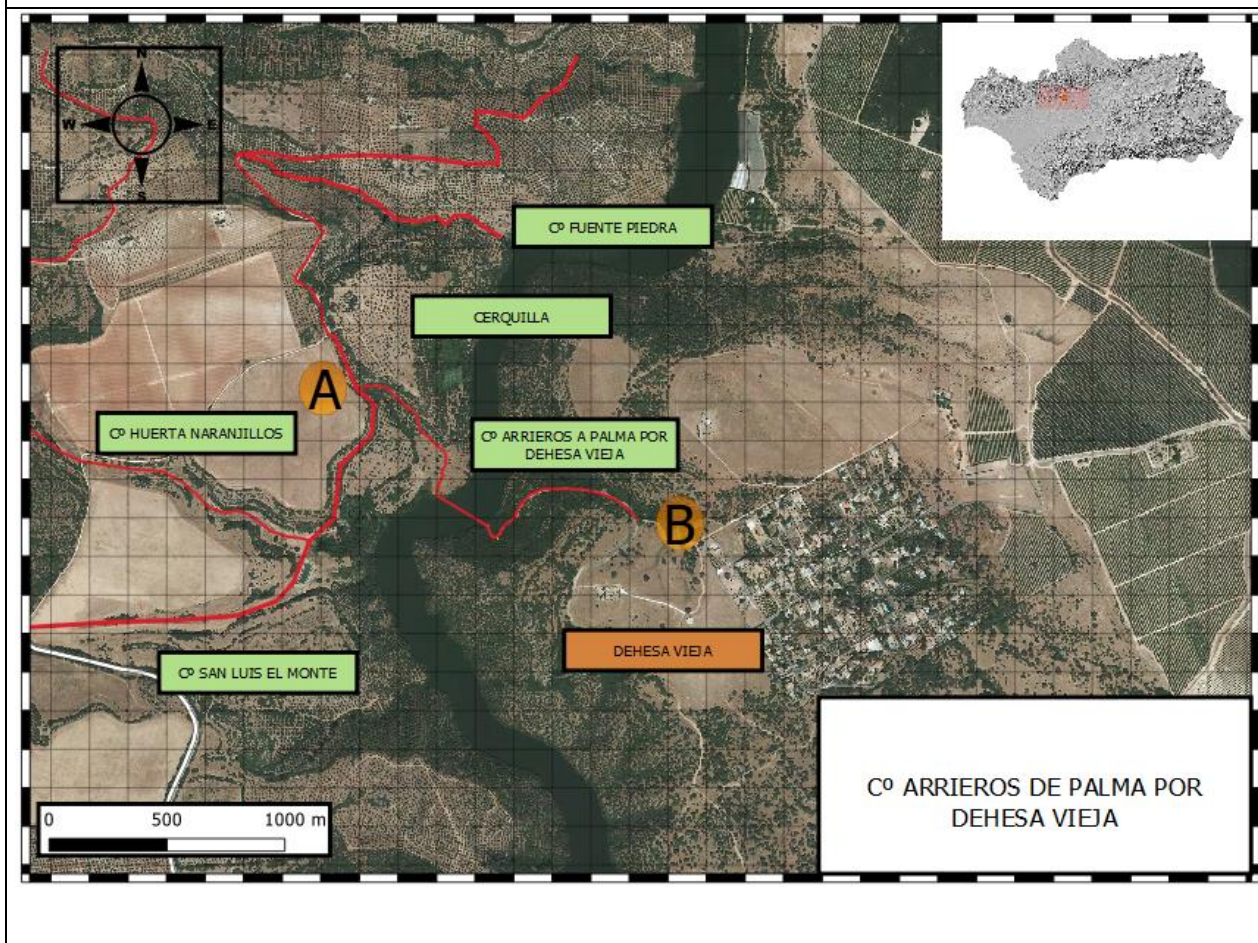 N
W E
S
Cº FUENTE PIEDRA
CERQUILLA
A
Cº HUERTA NARANJILLOS
Cº ARRIEROS A PALMA POR
DEHESA VIEJA
B
DEHESA VIEJA
Cº SAN LUIS EL MONTE
Cº ARRIEROS DE PALMA POR
DEHESA VIEJA
0 500 1000 m